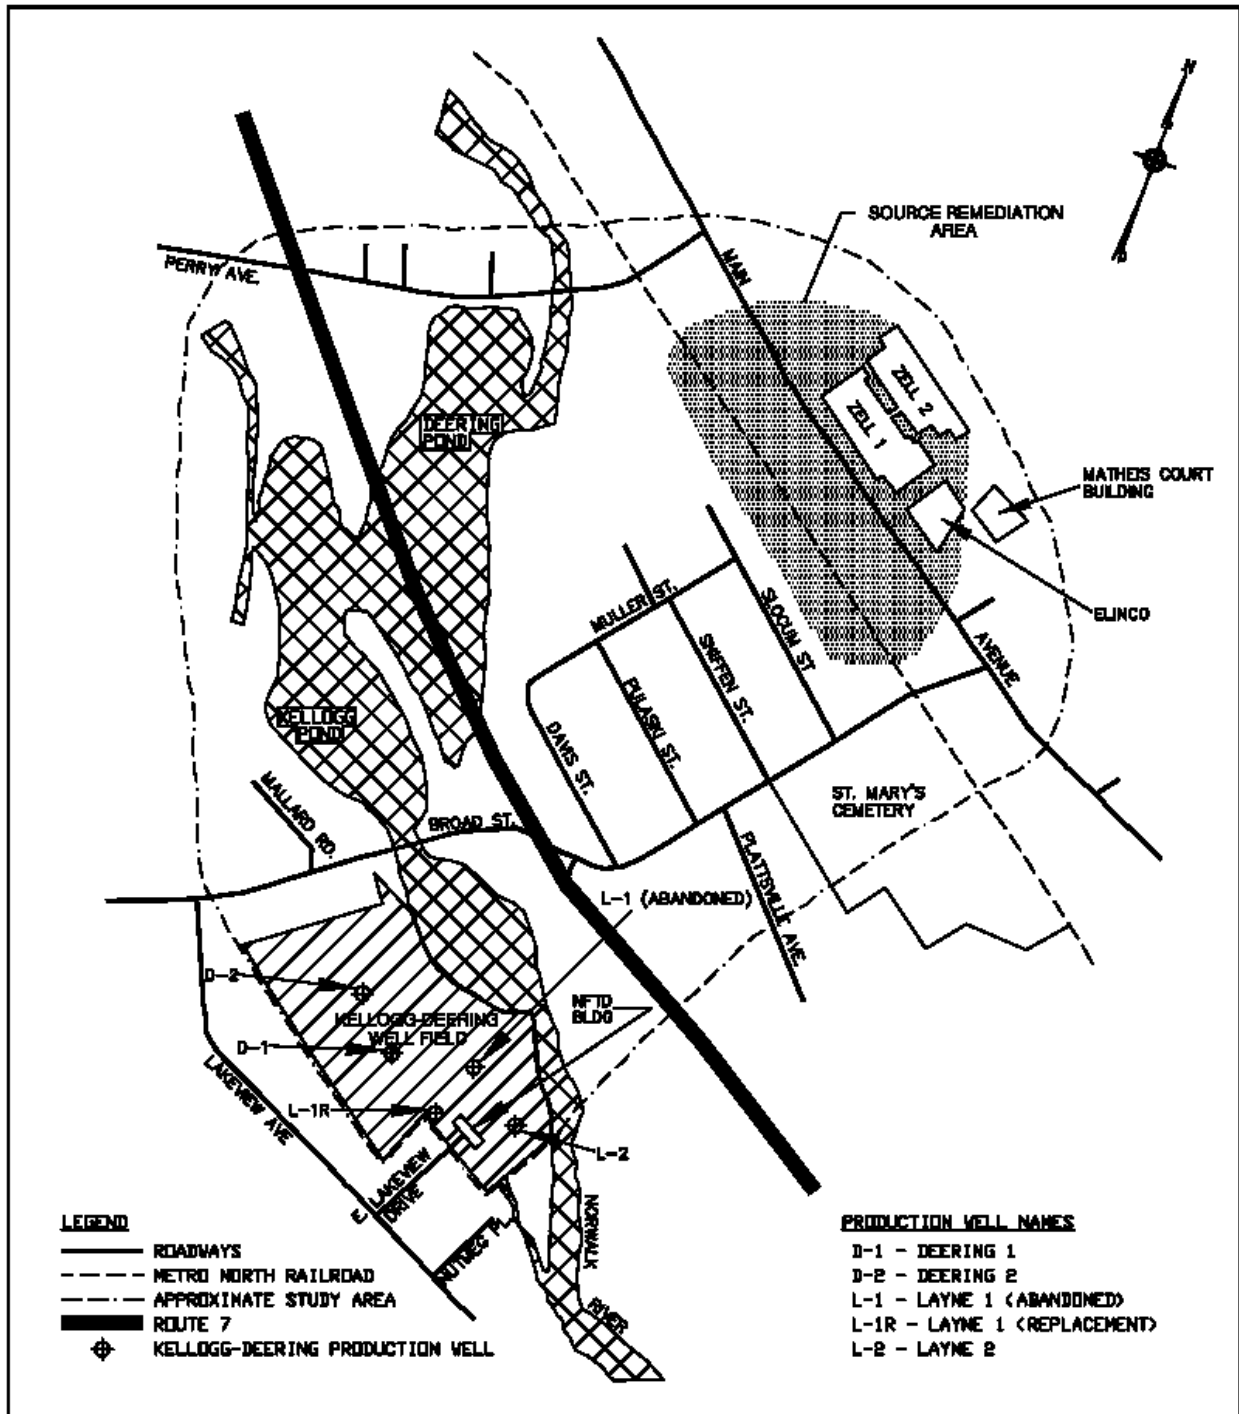 N
SOURCE REMEDIATION
AREA
PERRY AVE.
MAIN
ZELL 2
ZELL 1
DEERING
POND
MATHEIS COURT
BUILDING
ELINCO
MULLER ST.
SLOCUM ST
SNIFFEN ST.
PULASKI ST.
DAVIS ST.
AVENUE
KELLOGG
POND
MALLARD RD.
BROAD ST.
ST. MARY'S
CEMETERY
PLATTSVILLE AVE.
L-1 (ABANDONED)
D-2
NFTD
BLDG
KELLOGG-DEERING
WELL FIELD
D-1
LAKEVIEW AVE
L-1R
L-2
LAKEVIEW
DRIVE
NUTMEG PL
NORWALK
RIVER
LEGEND
ROADWAYS
METRO NORTH RAILROAD
APPROXIMATE STUDY AREA
ROUTE 7
KELLOGG-DEERING PRODUCTION WELL
PRODUCTION WELL NAMES
D-1 - DEERING 1
D-2 - DEERING 2
L-1 - LAYNE 1 (ABANDONED)
L-1R - LAYNE 1 (REPLACEMENT)
L-2 - LAYNE 2